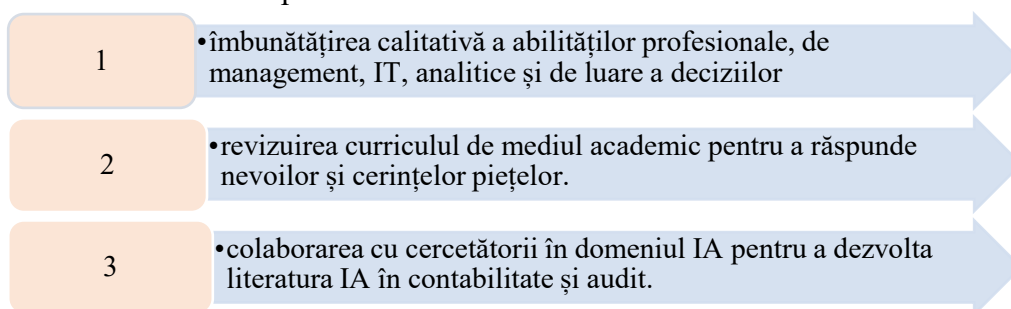 1
•îmbunătățirea calitativă a abilităților profesionale, de
management, IT, analitice și de luare a deciziilor
2
•revizuirea curriculul de mediul academic pentru a răspunde
nevoilor și cerințelor piețelor.
3
•colaborarea cu cercetătorii în domeniul IA pentru a dezvolta
literatura IA în contabilitate și audit.